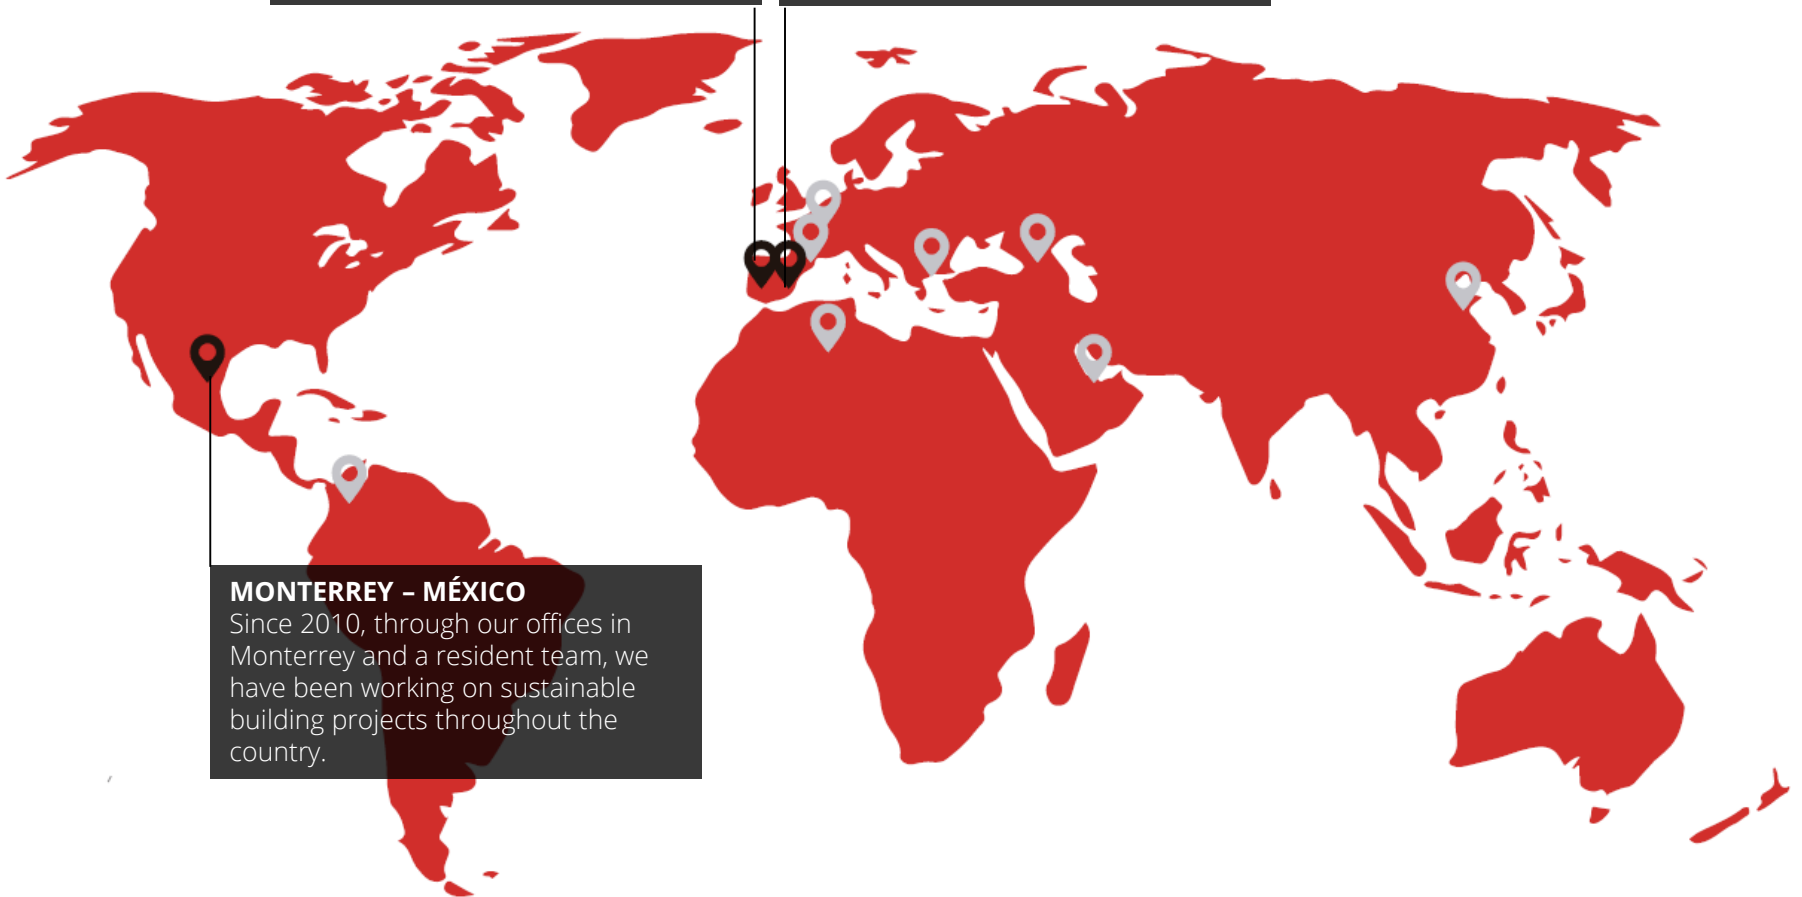 MONTERREY – MÉXICO
Since 2010, through our offices in
Monterrey and a resident team, we
have been working on sustainable
building projects throughout the
country.